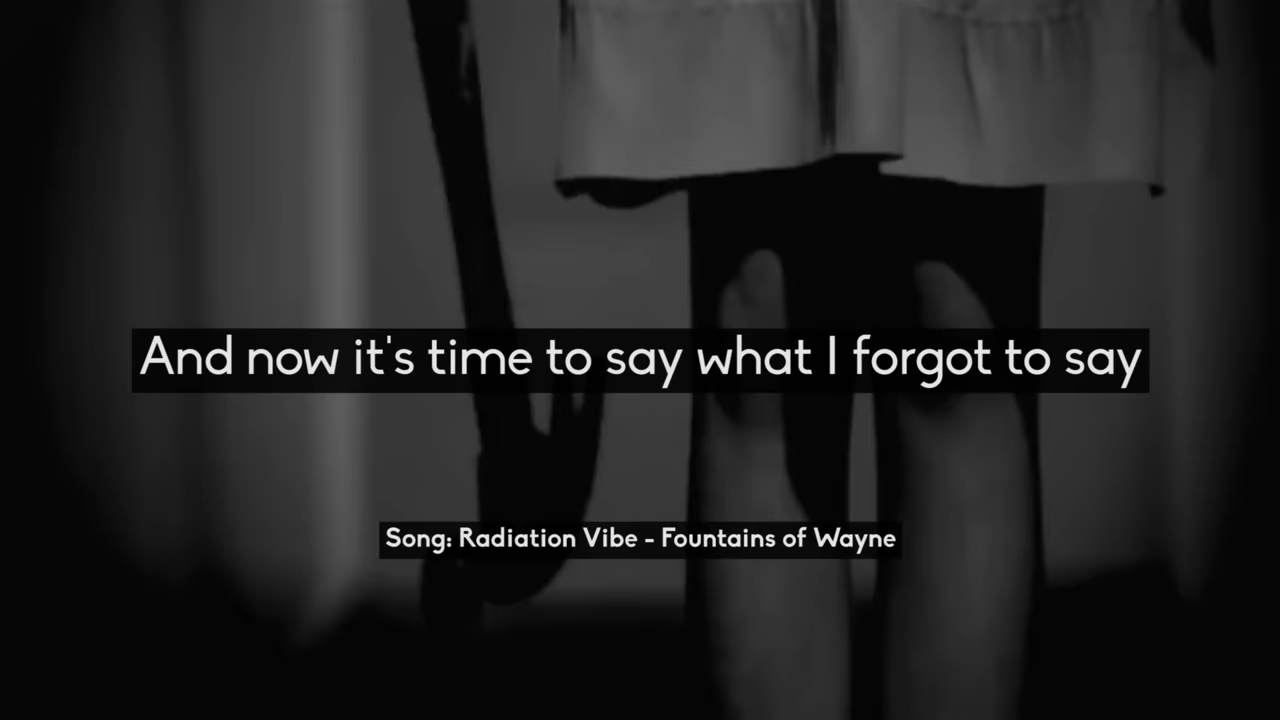 And now it's time to say what I forgot to say
Song: Radiation Vibe - Fountains of Wayne